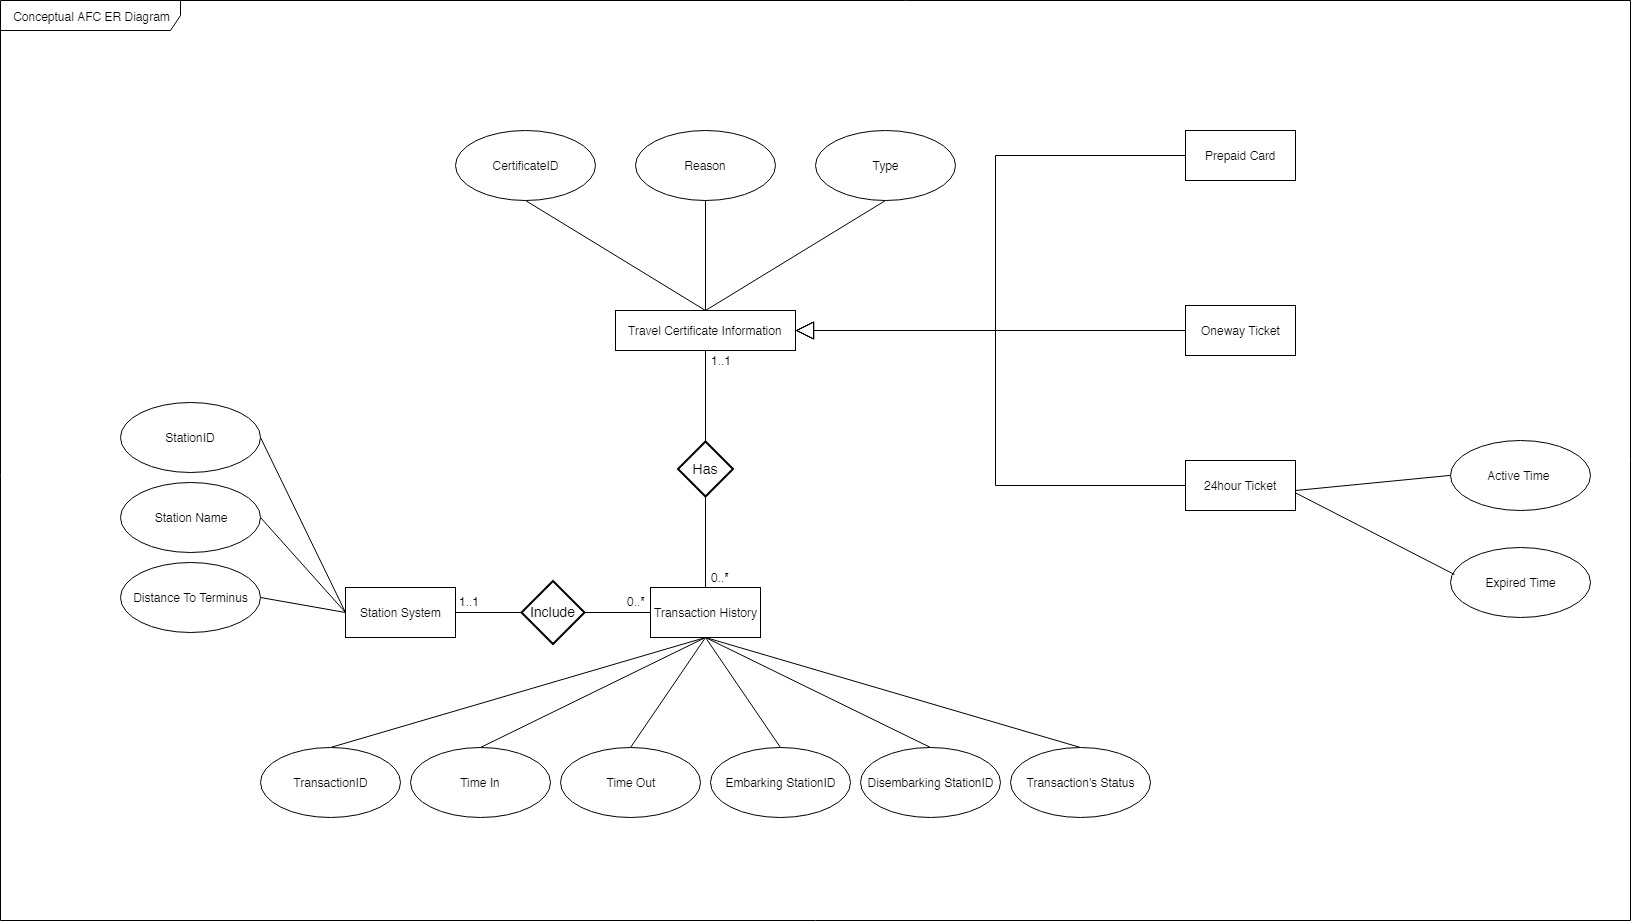 Conceptual AFC ER Diagram
CertificateID
Reason
Type
Prepaid Card
Travel Certificate Information
Oneway Ticket
1..1
StationID
Has
24hour Ticket
Active Time
Station Name
Expired Time
0..*
Distance To Terminus
Station System
1..1
Include
0..*
Transaction History
TransactionID
Time In
Time Out
Embarking StationID
Disembarking StationID
Transaction's Status